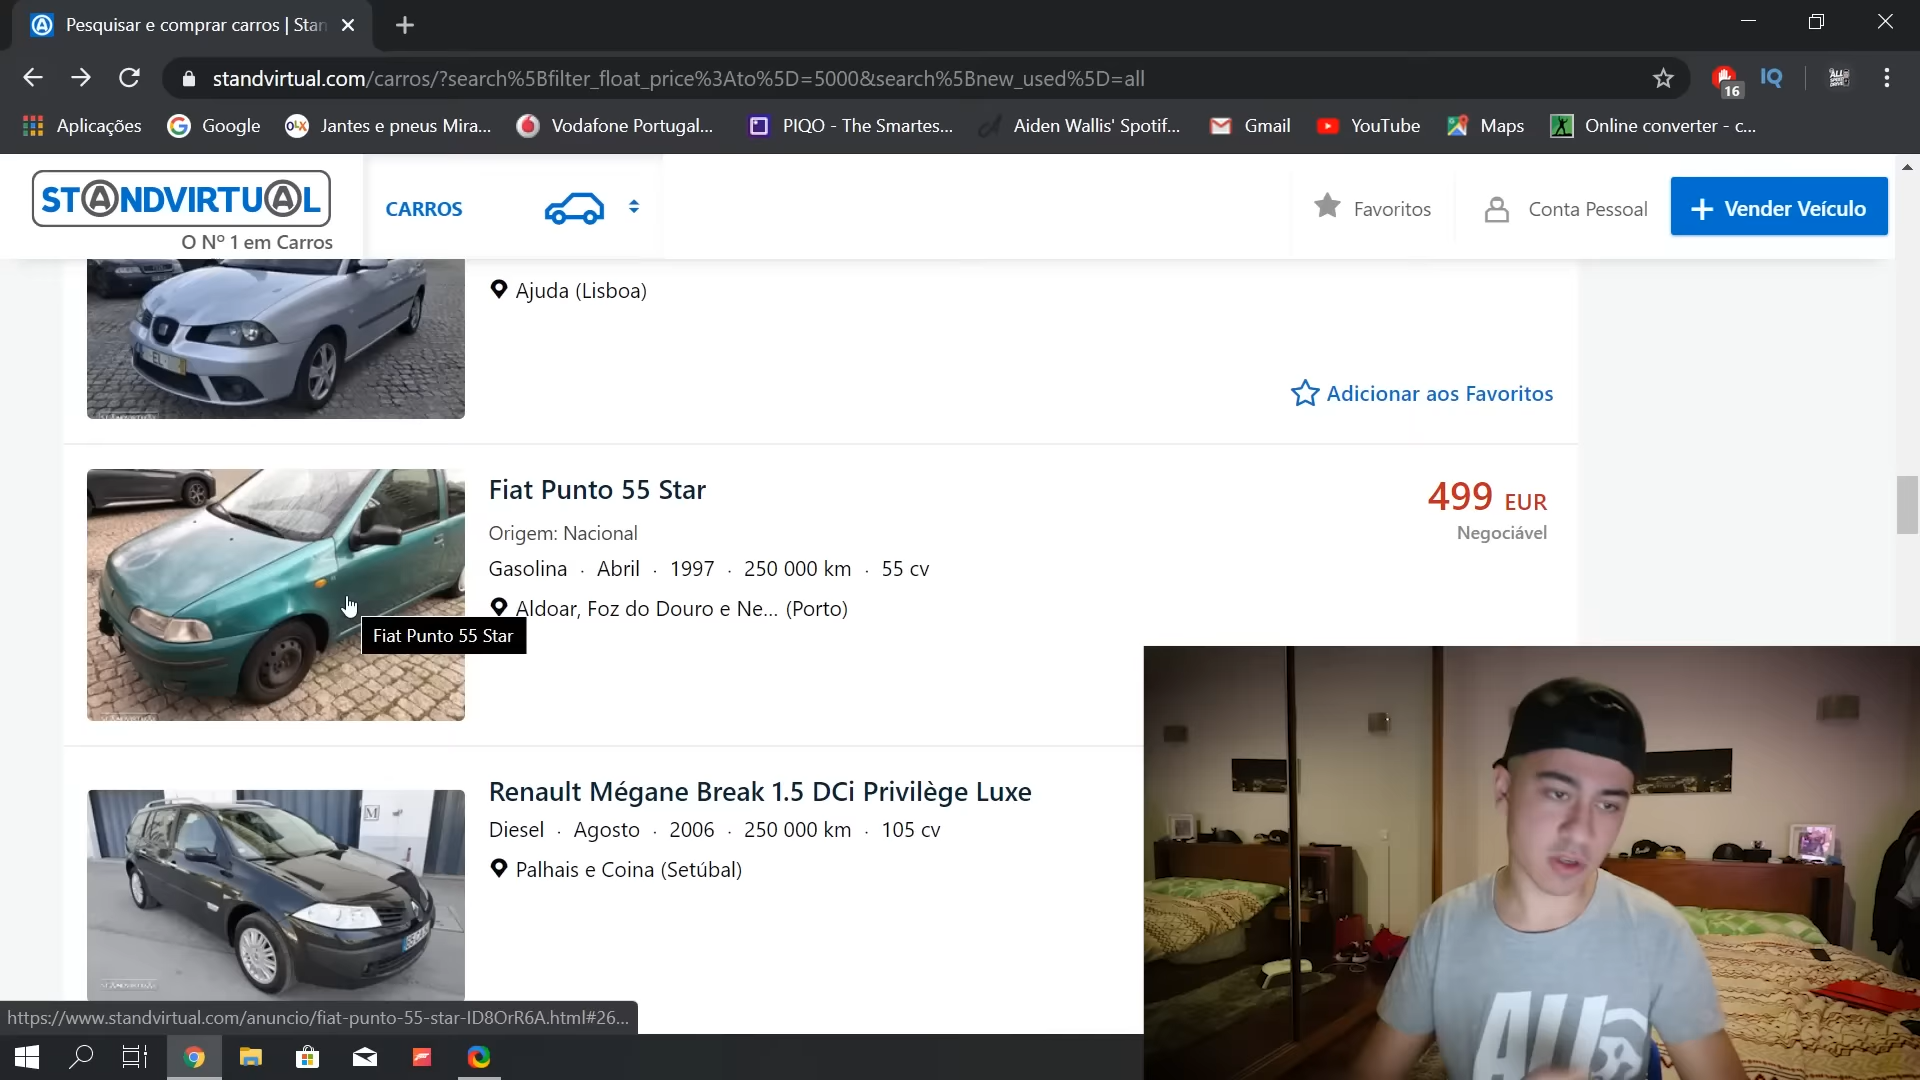 Pesquisar e comprar carros | Stan
standvirtual.com/carros/?search%5Bfilter_float_price%3Ato%5D=5000&search%5Bnew_used%5D=all
16
IQ
Aplicações
Google
OLX
Jantes e pneus Mira...
Vodafone Portugal...
PIQO - The Smartes...
Aiden Wallis' Spotif...
Gmail
YouTube
Maps
Online converter - c...
STANDVIRTUAL
O Nº 1 em Carros
CARROS
Favoritos
Conta Pessoal
+ Vender Veículo
Ajuda (Lisboa)
Adicionar aos Favoritos
Fiat Punto 55 Star
499 EUR
Origem: Nacional
Negociável
Gasolina · Abril · 1997 · 250 000 km · 55 cv
Aldoar, Foz do Douro e Ne... (Porto)
Fiat Punto 55 Star
Renault Mégane Break 1.5 DCi Privilège Luxe
Diesel · Agosto · 2006 · 250 000 km · 105 cv
Palhais e Coina (Setúbal)
https://www.standvirtual.com/anuncio/fiat-punto-55-star-ID8OrR6A.html#26...